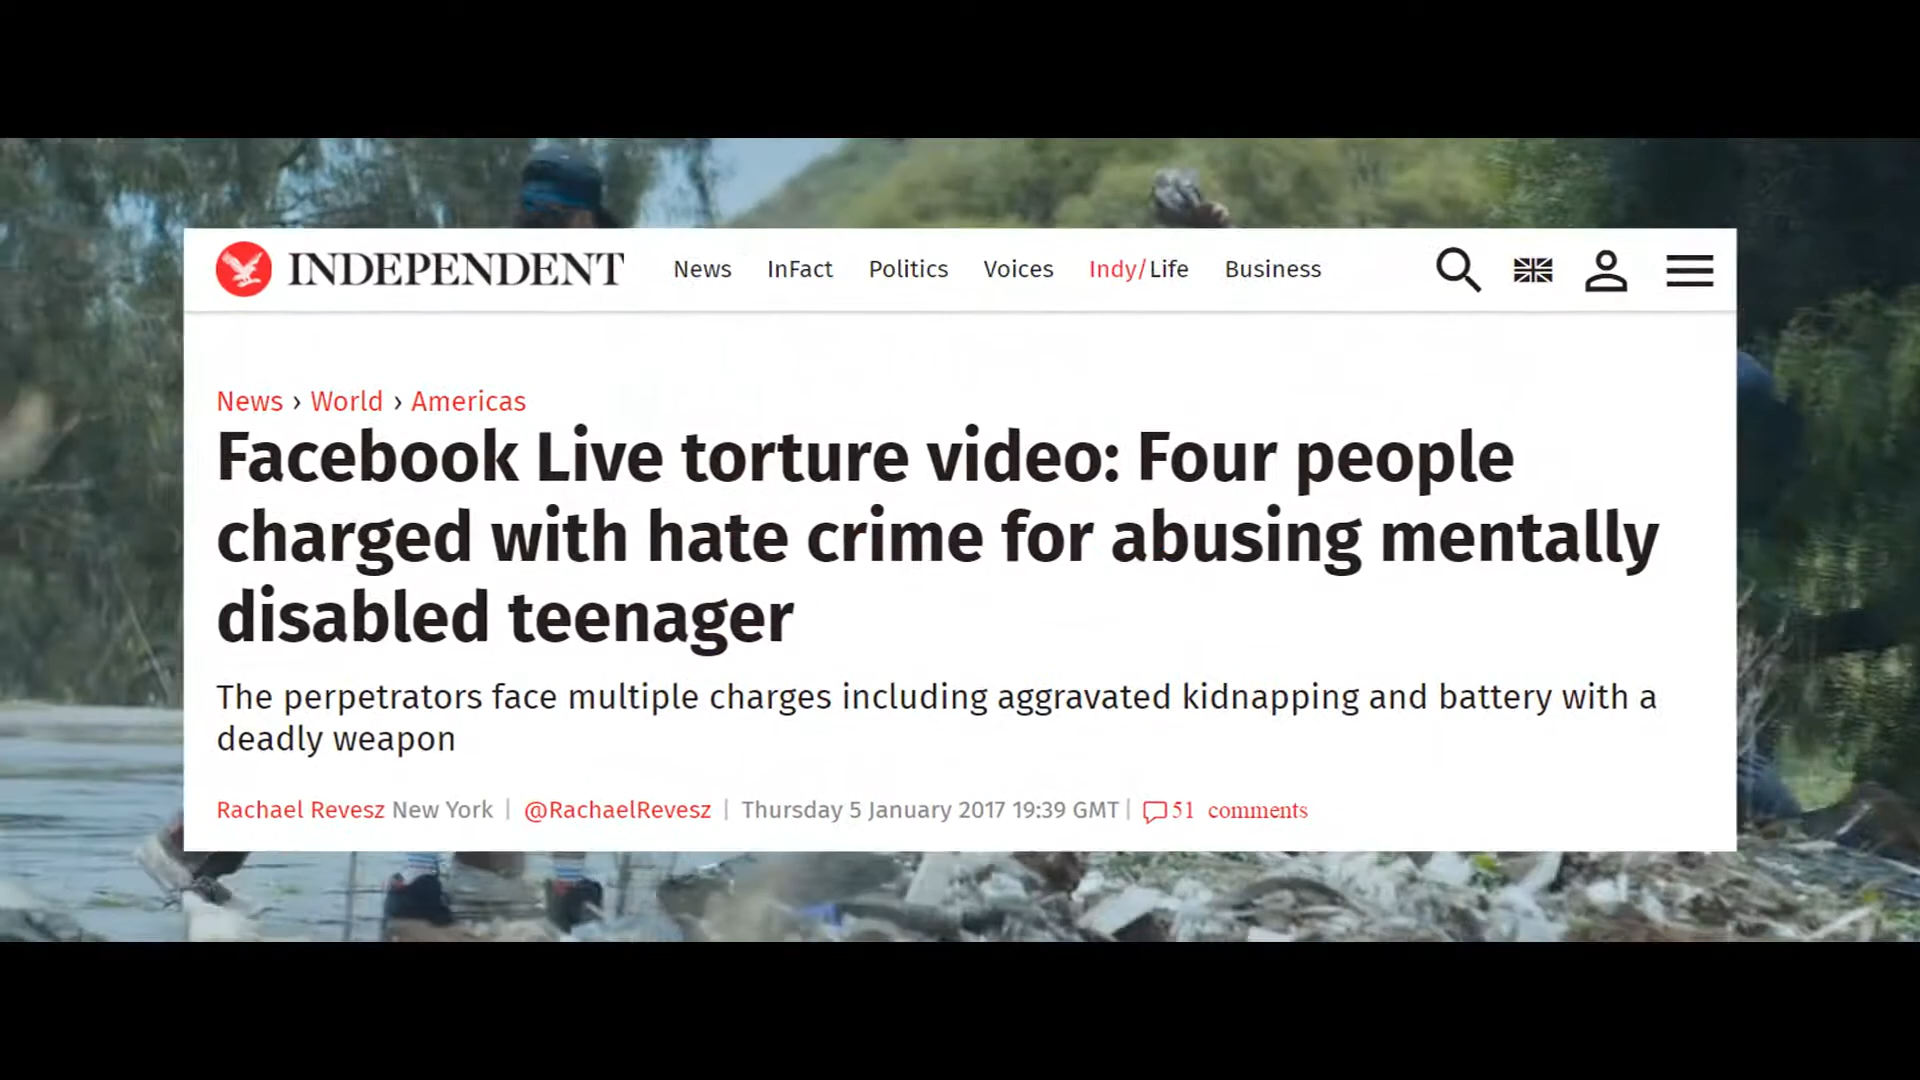 INDEPENDENT News InFact Politics Voices Indy/Life Business
News › World › Americas
Facebook Live torture video: Four people
charged with hate crime for abusing mentally
disabled teenager
The perpetrators face multiple charges including aggravated kidnapping and battery with a
deadly weapon
Rachael Revesz New York | @RachaelRevesz | Thursday 5 January 2017 19:39 GMT | 51 comments